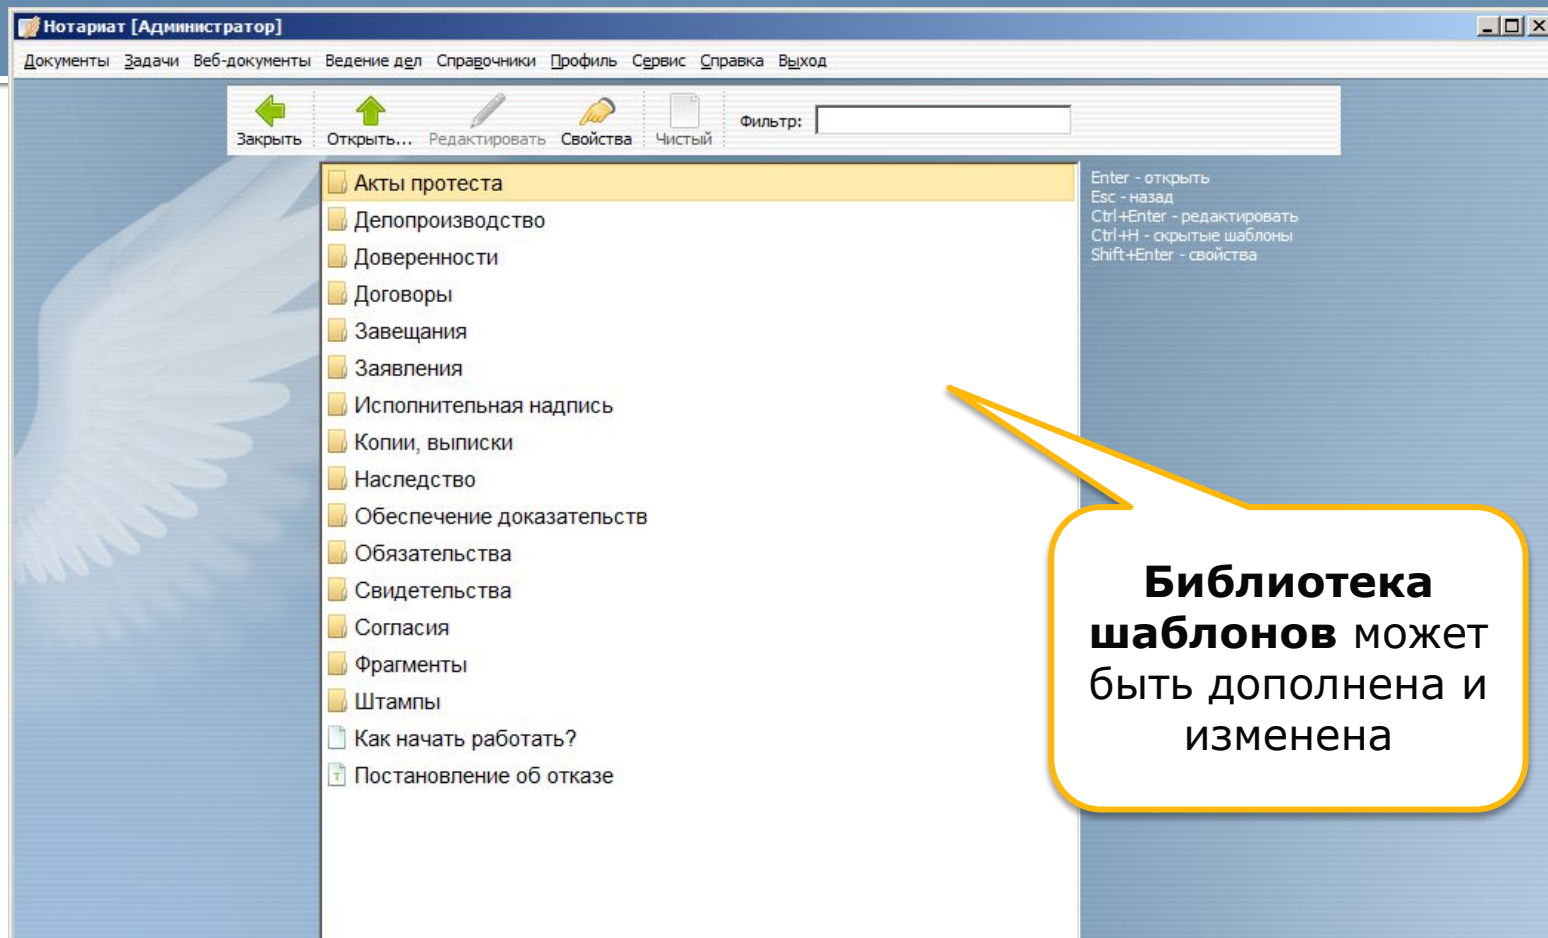 Нотариат [Администратор]
Документы Задачи Веб-документы Ведение дел Справочники Профиль Сервис Справка Выход
Закрыть Открыть... Редактировать Свойства Чистый Фильтр:
Акты протеста
Делопроизводство
Доверенности
Договоры
Завещания
Заявления
Исполнительная надпись
Копии, выписки
Наследство
Обеспечение доказательств
Обязательства
Свидетельства
Согласия
Фрагменты
Штампы
Как начать работать?
Постановление об отказе
Enter - открыть
Esc - назад
Ctrl+Enter - редактировать
Ctrl+H - скрытые шаблоны
Shift+Enter - свойства
Библиотека
шаблонов может
быть дополнена и
изменена